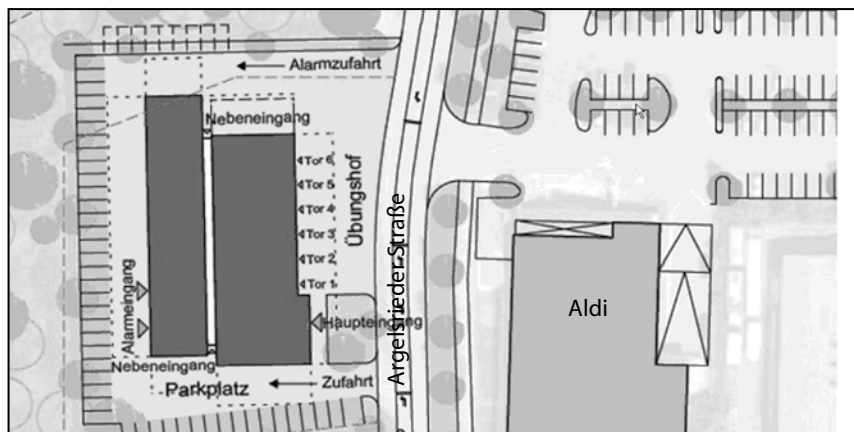 Alarmzufahrt
Nebeneingang
Tor 6
Tor 5
Tor 4
Tor 3
Tor 2
Tor 1
Übungshof
Argelsrieder Straße
Alarmeingang
Haupteingang
Nebeneingang
Parkplatz
Zufahrt
Aldi